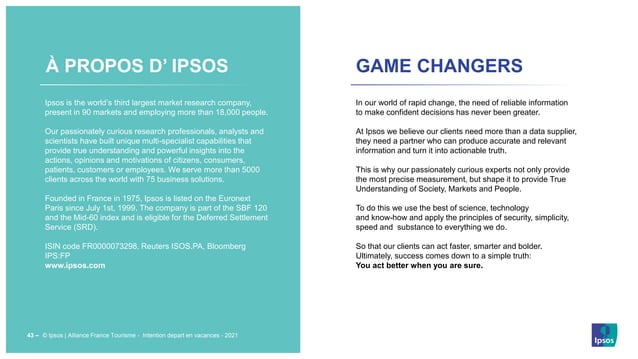 À PROPOS D’ IPSOS
Ipsos is the world’s third largest market research company,
present in 90 markets and employing more than 18,000 people.
Our passionately curious research professionals, analysts and
scientists have built unique multi-specialist capabilities that
provide true understanding and powerful insights into the
actions, opinions and motivations of citizens, consumers,
patients, customers or employees. We serve more than 5000
clients across the world with 75 business solutions.
Founded in France in 1975, Ipsos is listed on the Euronext
Paris since July 1st, 1999. The company is part of the SBF 120
and the Mid-60 index and is eligible for the Deferred Settlement
Service (SRD).
ISIN code FR0000073298, Reuters ISOS.PA, Bloomberg
IPS:FP
www.ipsos.com
43 – © Ipsos | Alliance France Tourisme - Intention depart en vacances - 2021
GAME CHANGERS
In our world of rapid change, the need of reliable information
to make confident decisions has never been greater.
At Ipsos we believe our clients need more than a data supplier,
they need a partner who can produce accurate and relevant
information and turn it into actionable truth.
This is why our passionately curious experts not only provide
the most precise measurement, but shape it to provide True
Understanding of Society, Markets and People.
To do this we use the best of science, technology
and know-how and apply the principles of security, simplicity,
speed and substance to everything we do.
So that our clients can act faster, smarter and bolder.
Ultimately, success comes down to a simple truth:
You act better when you are sure.
Ipsos